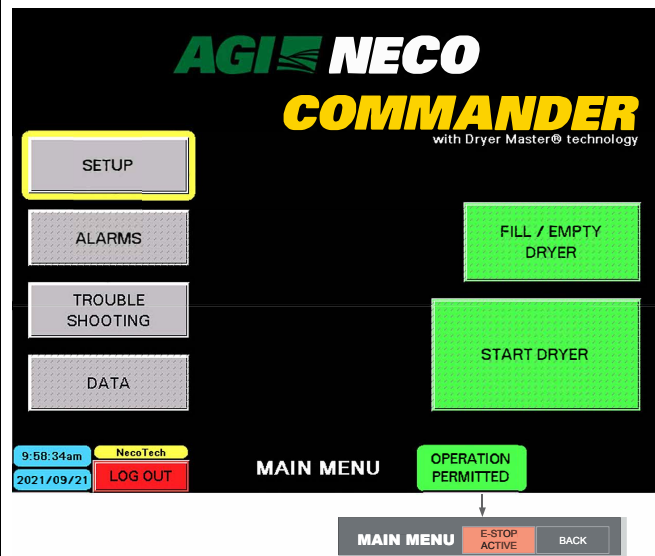 AGI NECO
COMMANDER
with Dryer Master® technology
SETUP
ALARMS
TROUBLE
SHOOTING
DATA
FILL / EMPTY
DRYER
START DRYER
9:58:34am
2021/09/21
NecoTech
LOG OUT
MAIN MENU
OPERATION
PERMITTED
MAIN MENU
E-STOP
ACTIVE
BACK